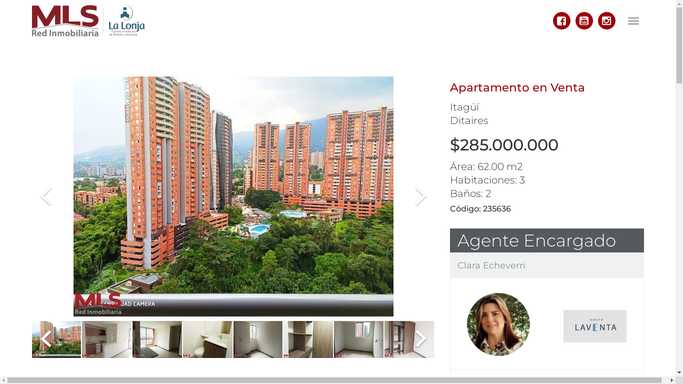 MLS
Red Inmobiliaria
La Lonja
Apartamento en Venta
Itagüí
Ditaires
$285.000.000
Área: 62.00 m2
Habitaciones: 3
Baños: 2
Código: 235636
Agente Encargado
Clara Echeverri
LAVENTA
MLS
CAMERA
Red Inmobiliaria